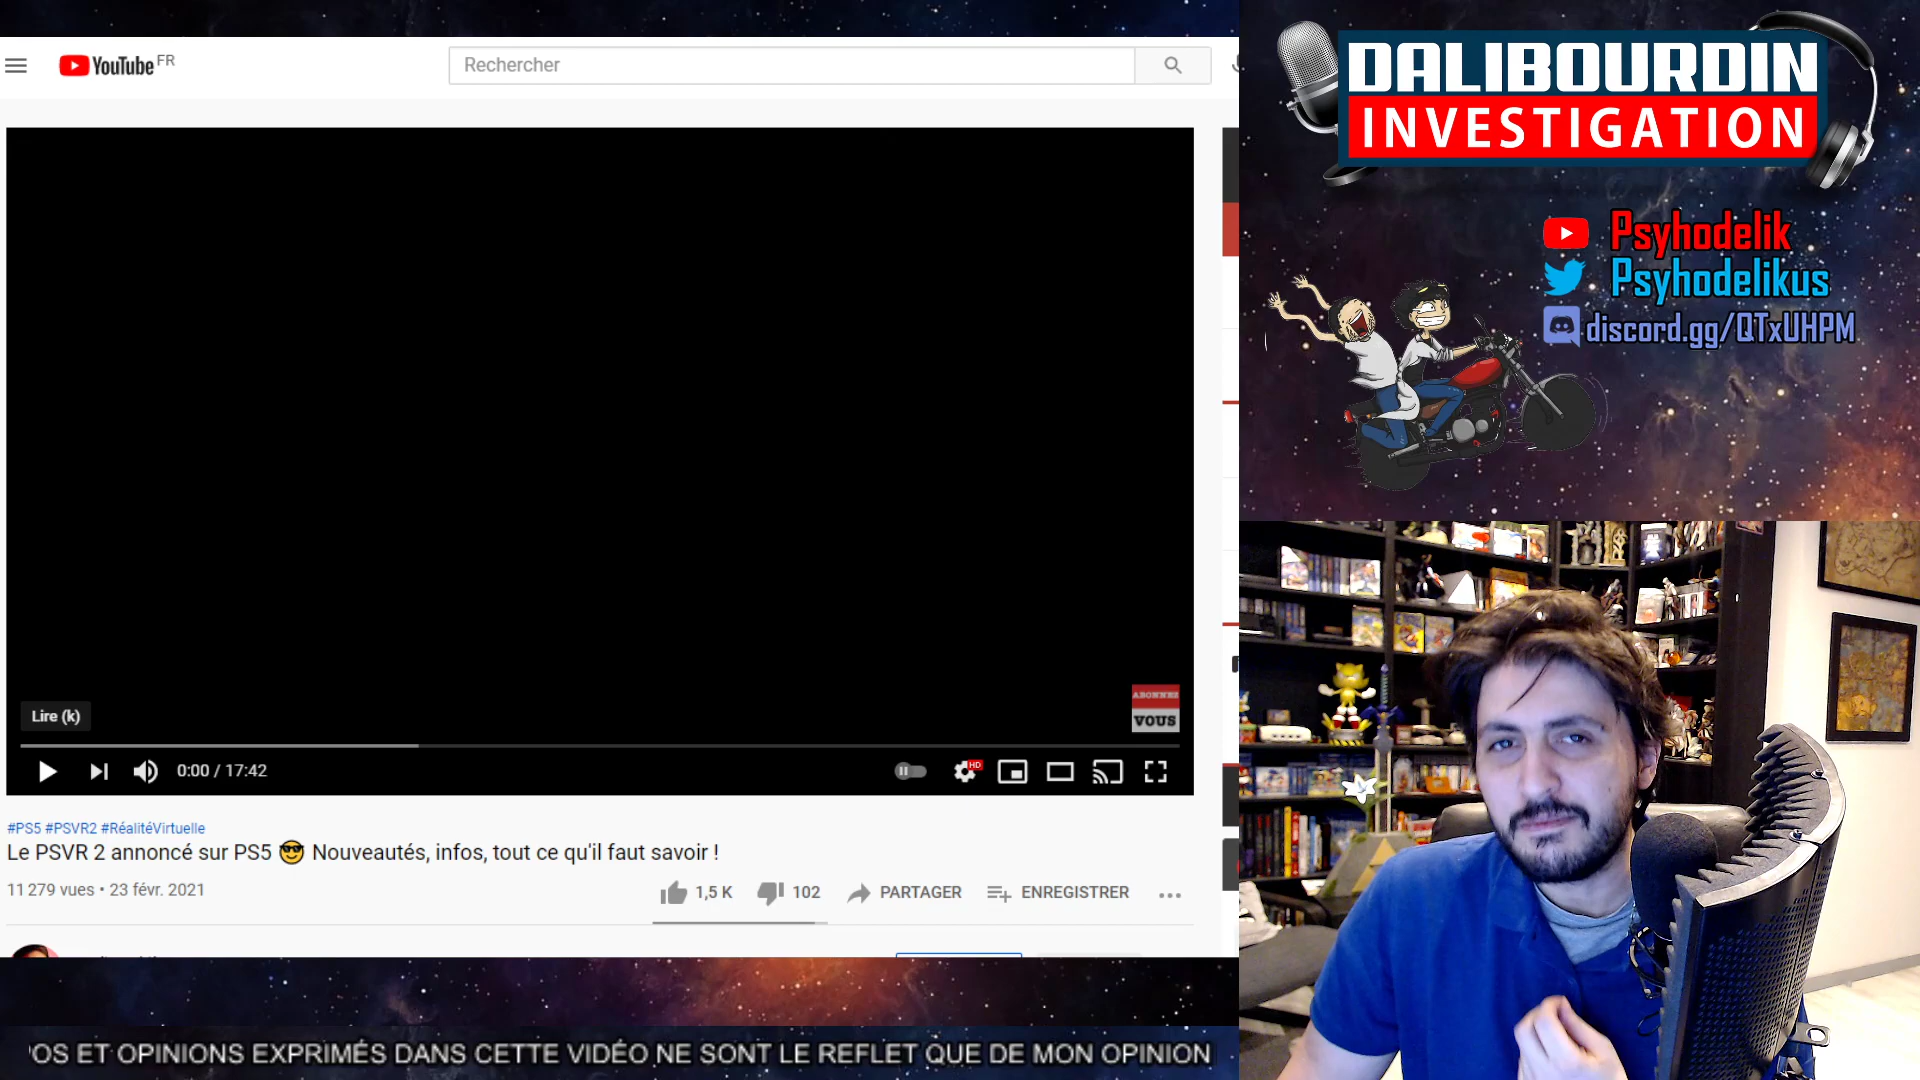 YouTube FR
Rechercher
Lire (k)
ABONNEZ
VOUS
0:00 / 17:42
HD
#PS5 #PSVR2 #RéalitéVirtuelle
Le PSVR 2 annoncé sur PS5 😎 Nouveautés, infos, tout ce qu'il faut savoir !
11 279 vues • 23 févr. 2021
1,5 K
102
PARTAGER
ENREGISTRER
OS ET OPINIONS EXPRIMÉS DANS CETTE VIDÉO NE SONT LE REFLET QUE DE MON OPINION
DALIBOURDIN
INVESTIGATION
Psyhodelik
Psyhodelikus
discord.gg/QTxUHPM